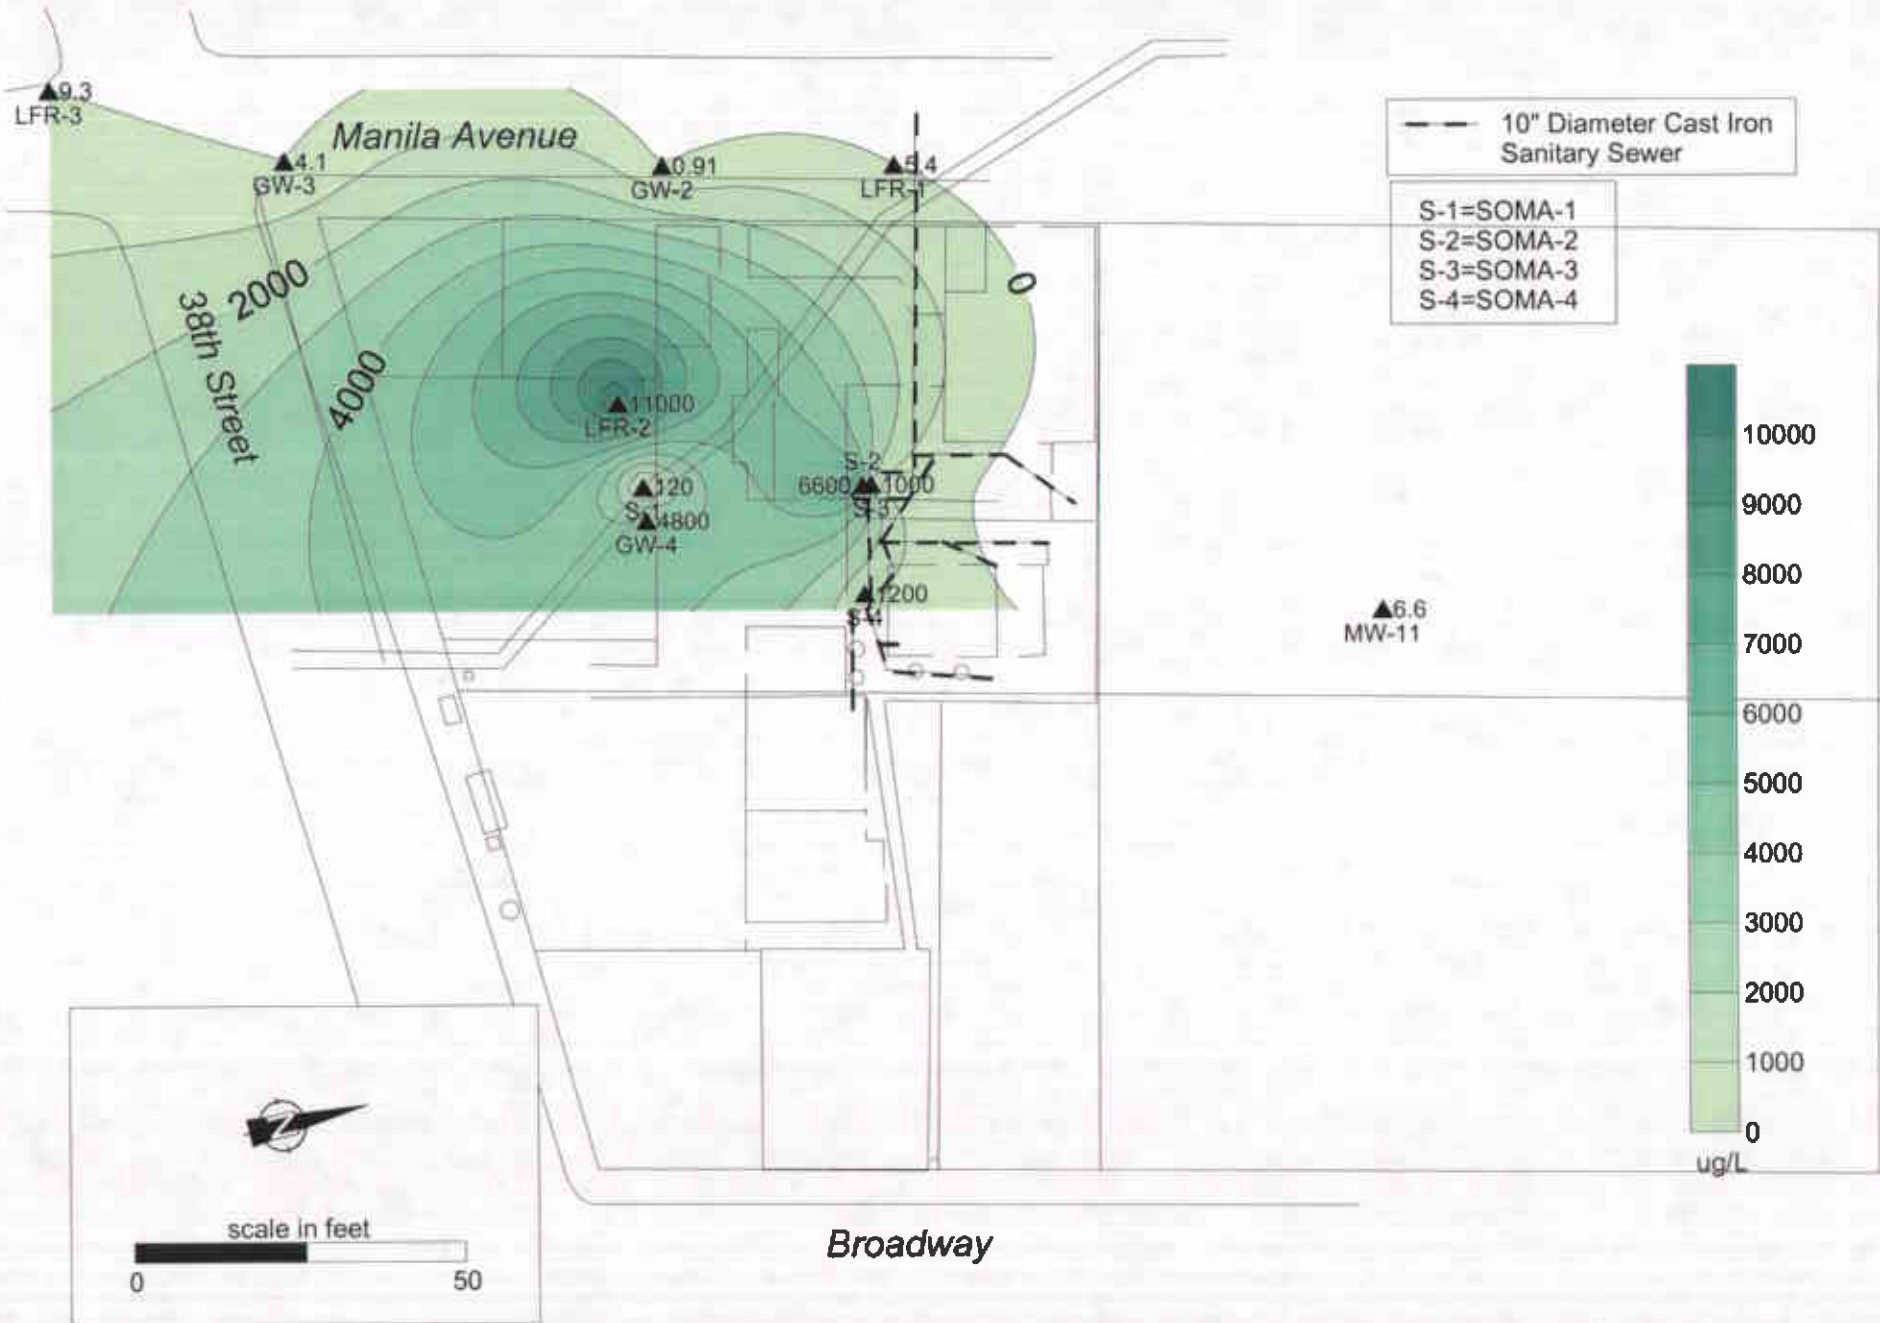 9.3
LFR-3
Manila Avenue
4.1
GW-3
0.91
GW-2
5.4
LFR-1
10" Diameter Cast Iron
Sanitary Sewer
S-1=SOMA-1
S-2=SOMA-2
S-3=SOMA-3
S-4=SOMA-4
0
2000
38th Street
4000
11000
LFR-2
S-2
6600
1000
S-3
120
S-1
4800
GW-4
1200
S-4
6.6
MW-11
10000
9000
8000
7000
6000
5000
4000
3000
2000
1000
0
ug/L
Z
scale in feet
0
50
Broadway